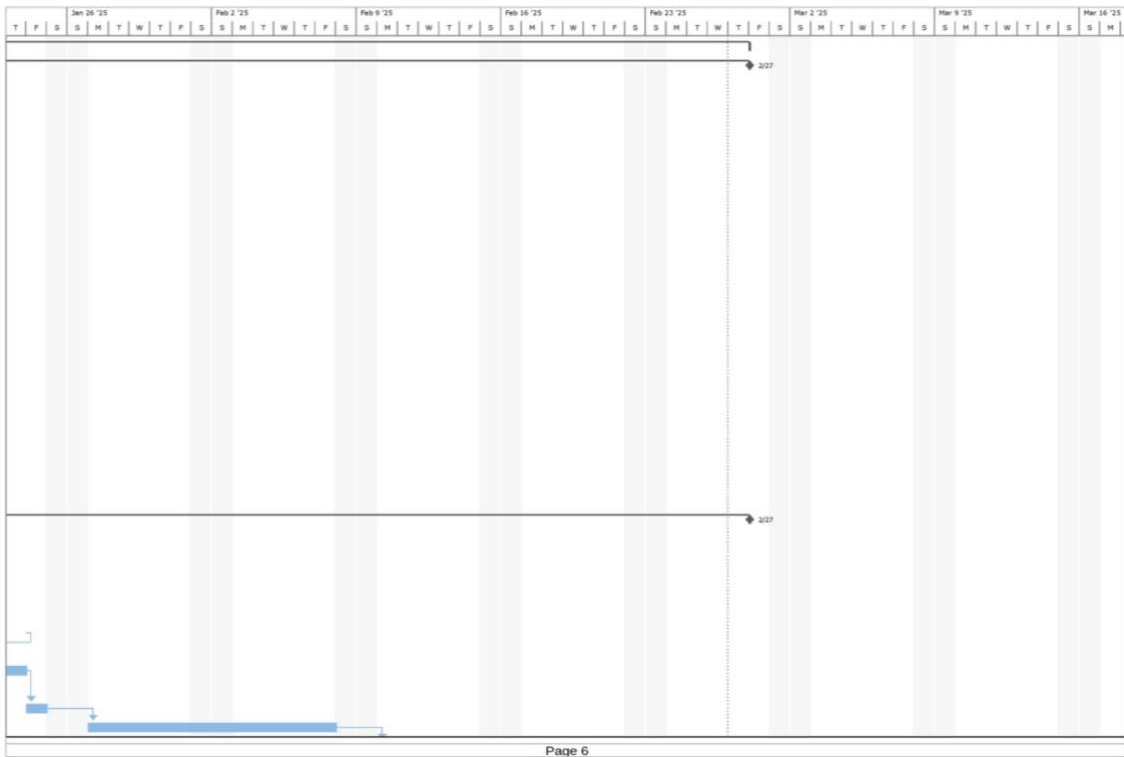 Jan 26 '25 Feb 2 '25 Feb 9 '25 Feb 16 '25 Feb 23 '25 Mar 2 '25 Mar 9 '25 Mar 16 '25
T F S S M T W T F S S M T W T F S S M T W T F S S M T W T F S S M T W T F S S M T W T F S S M T W T F S S M
2/27
2/27
Page 6